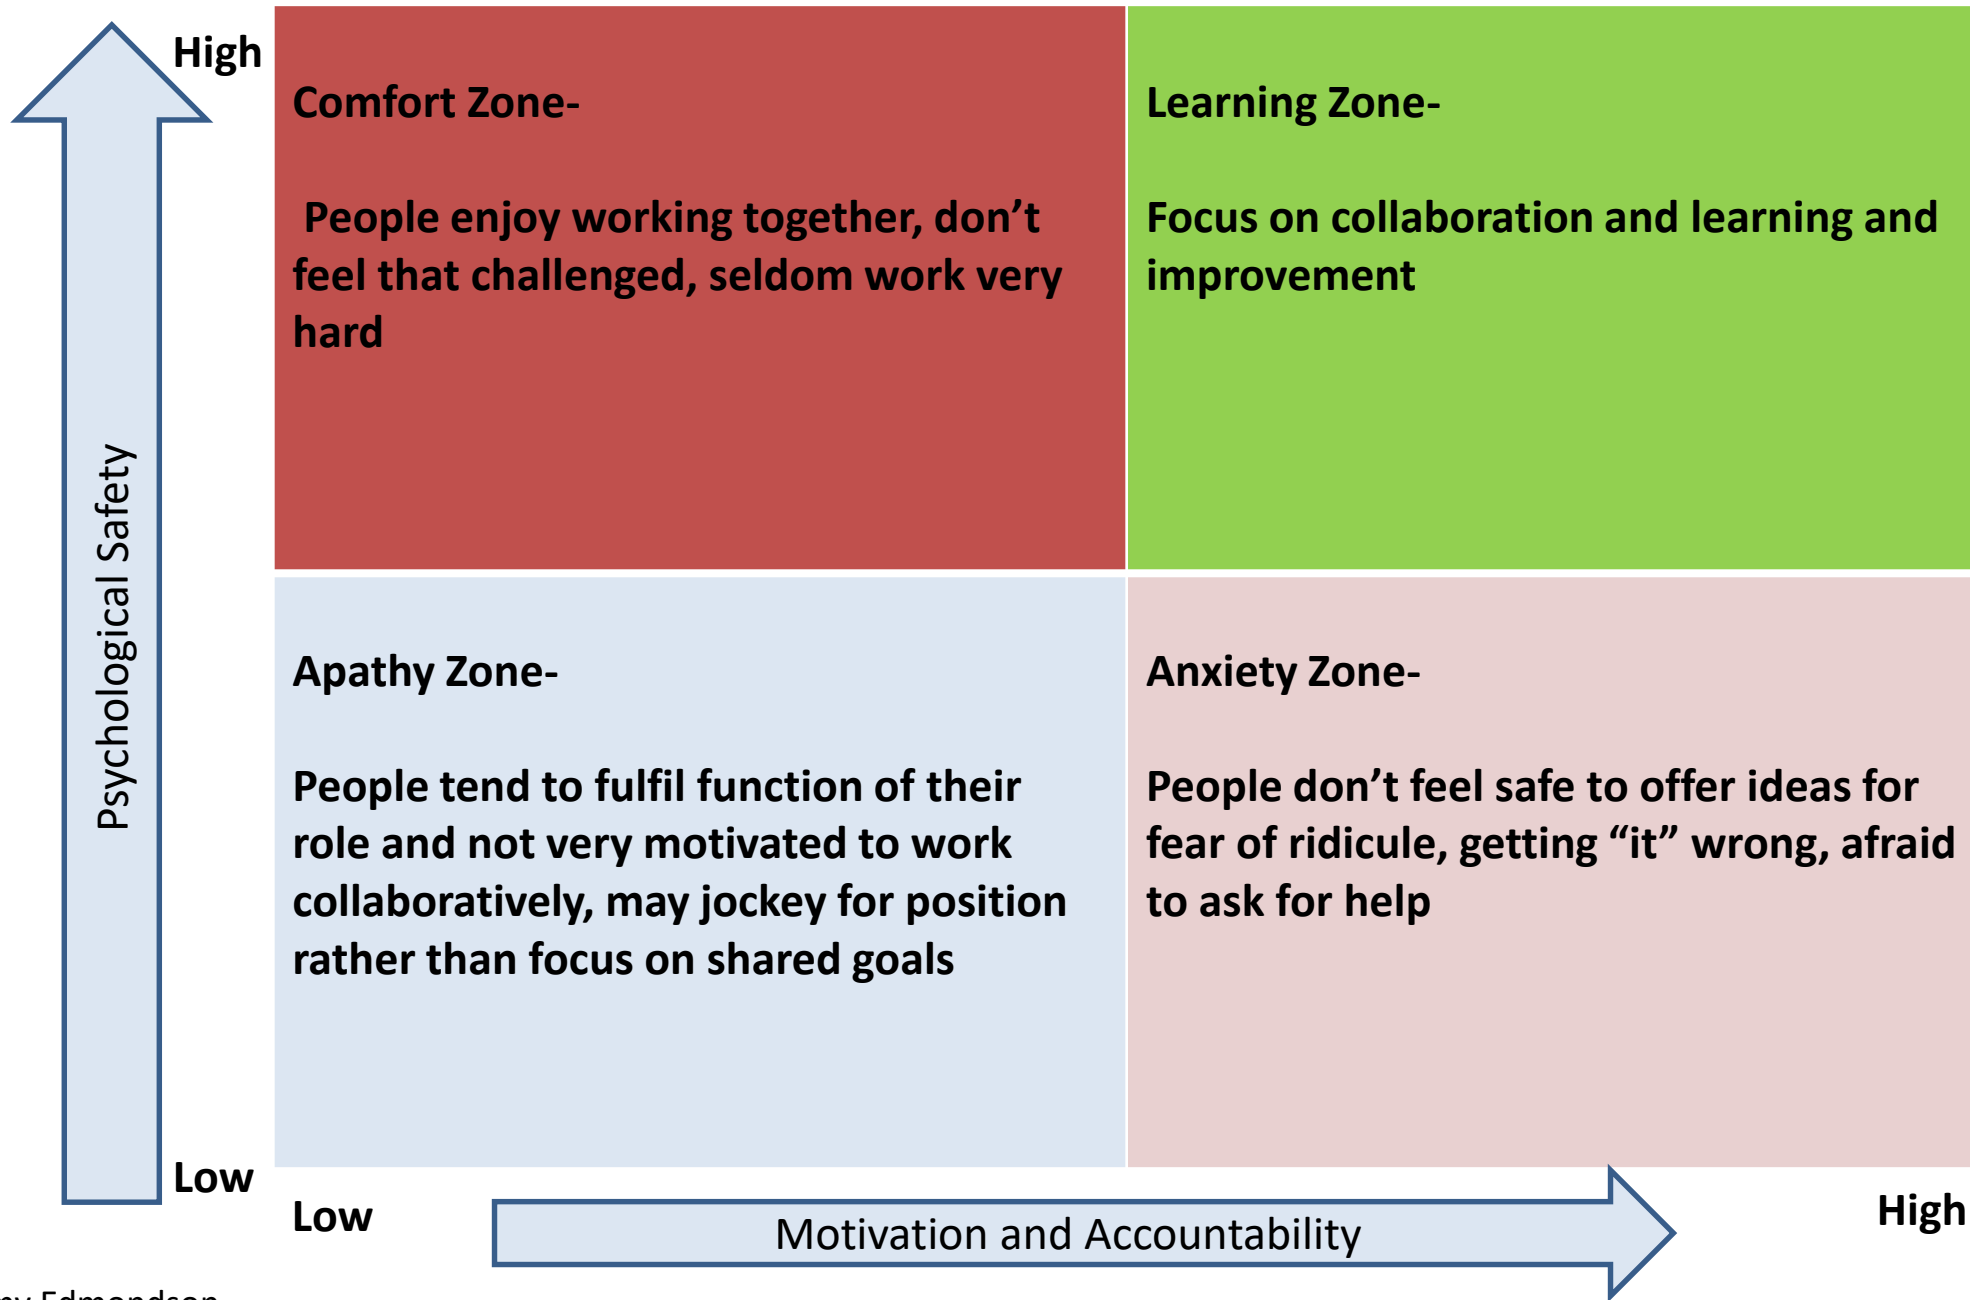 High
Comfort Zone-
People enjoy working together, don’t
feel that challenged, seldom work very
hard
Learning Zone-
Focus on collaboration and learning and
improvement
Psychological Safety
Apathy Zone-
People tend to fulfil function of their
role and not very motivated to work
collaboratively, may jockey for position
rather than focus on shared goals
Anxiety Zone-
People don’t feel safe to offer ideas for
fear of ridicule, getting “it” wrong, afraid
to ask for help
Low
Low
Motivation and Accountability
High
Edmondson